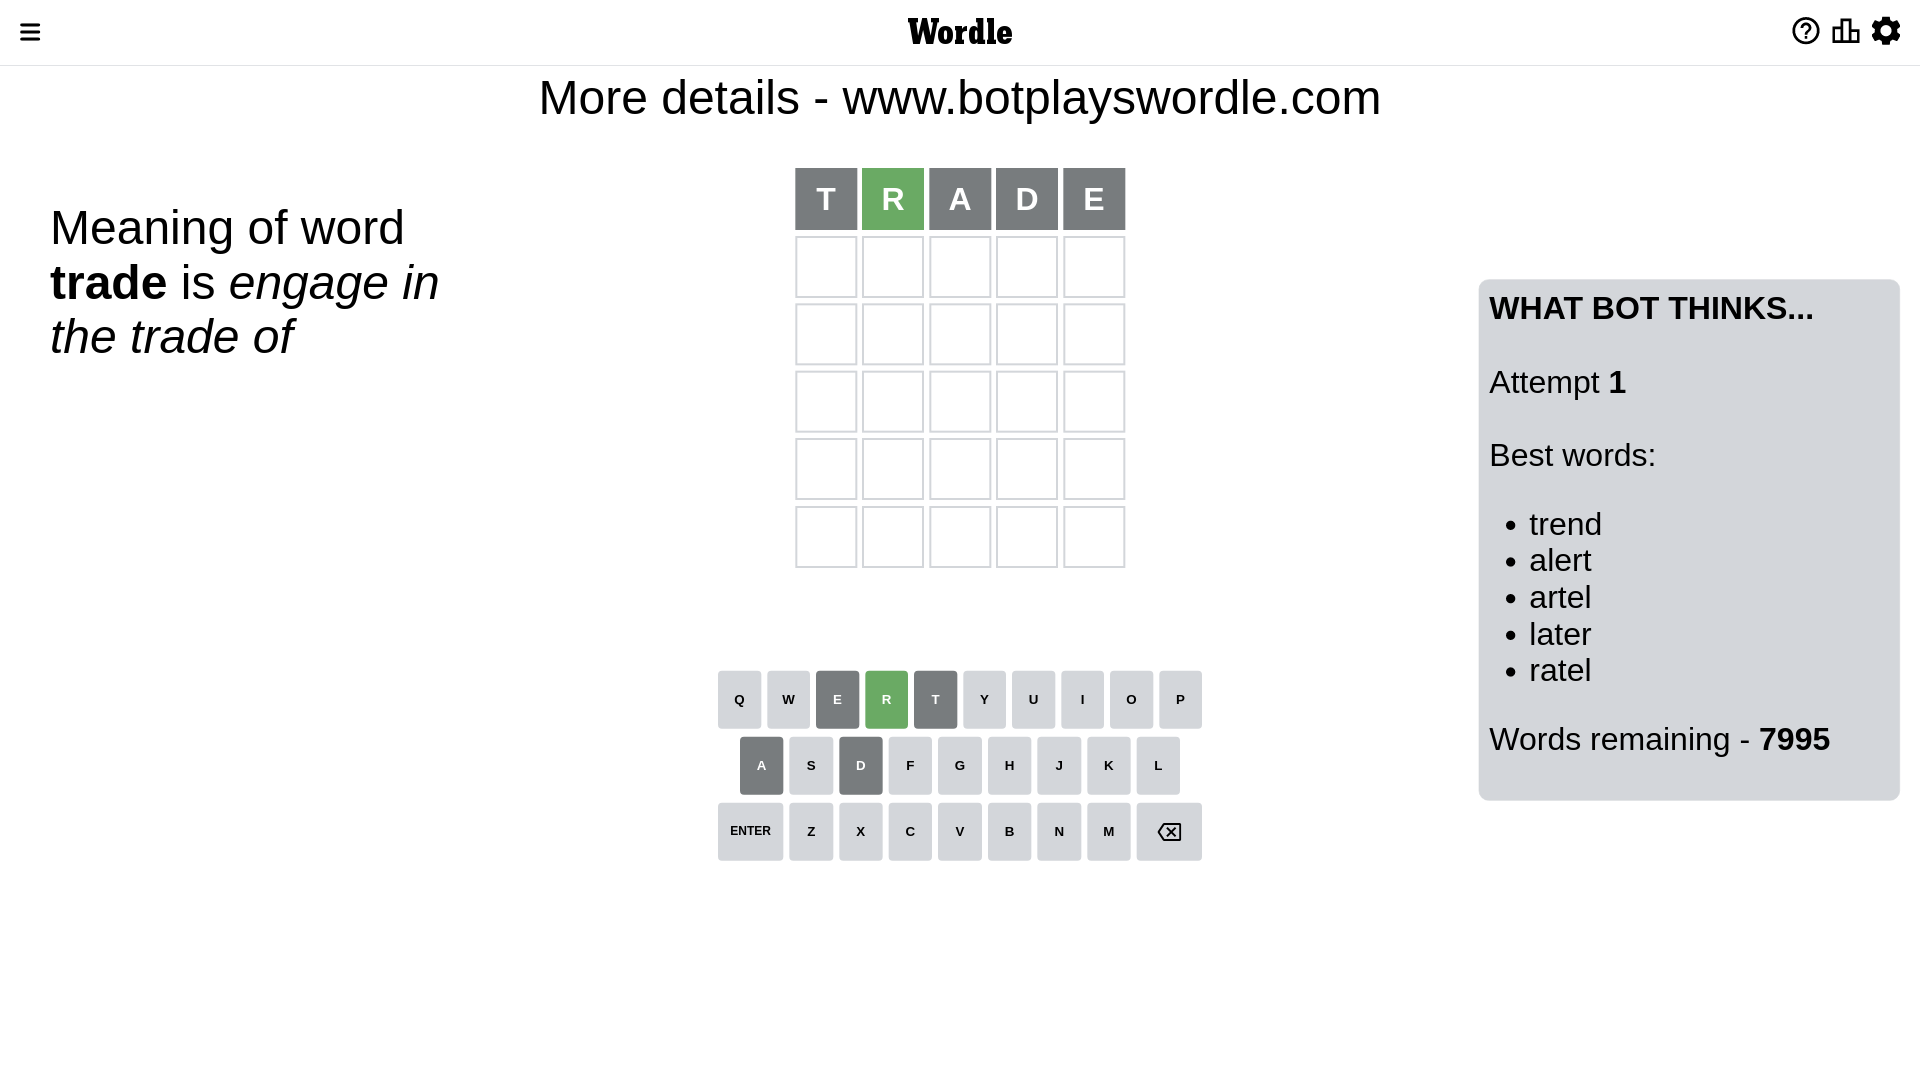 Wordle
More details - www.botplayswordle.com
Meaning of word
trade is engage in
the trade of
T R A D E
WHAT BOT THINKS...
Attempt 1
Best words:
• trend
• alert
• artel
• later
• ratel
Words remaining - 7995
Q W E R T Y U I O P
A S D F G H J K L
ENTER Z X C V B N M